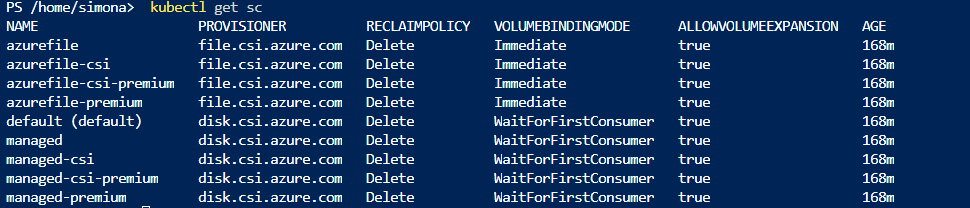 PS /home/simona> kubectl get sc
NAME PROVISIONER RECLAIMPOLICY VOLUMEBINDINGMODE ALLOWVOLUMEEXPANSION AGE
azurefile file.csi.azure.com Delete Immediate true 168m
azurefile-csi file.csi.azure.com Delete Immediate true 168m
azurefile-csi-premium file.csi.azure.com Delete Immediate true 168m
azurefile-premium file.csi.azure.com Delete Immediate true 168m
default (default) disk.csi.azure.com Delete WaitForFirstConsumer true 168m
managed disk.csi.azure.com Delete WaitForFirstConsumer true 168m
managed-csi disk.csi.azure.com Delete WaitForFirstConsumer true 168m
managed-csi-premium disk.csi.azure.com Delete WaitForFirstConsumer true 168m
managed-premium disk.csi.azure.com Delete WaitForFirstConsumer true 168m